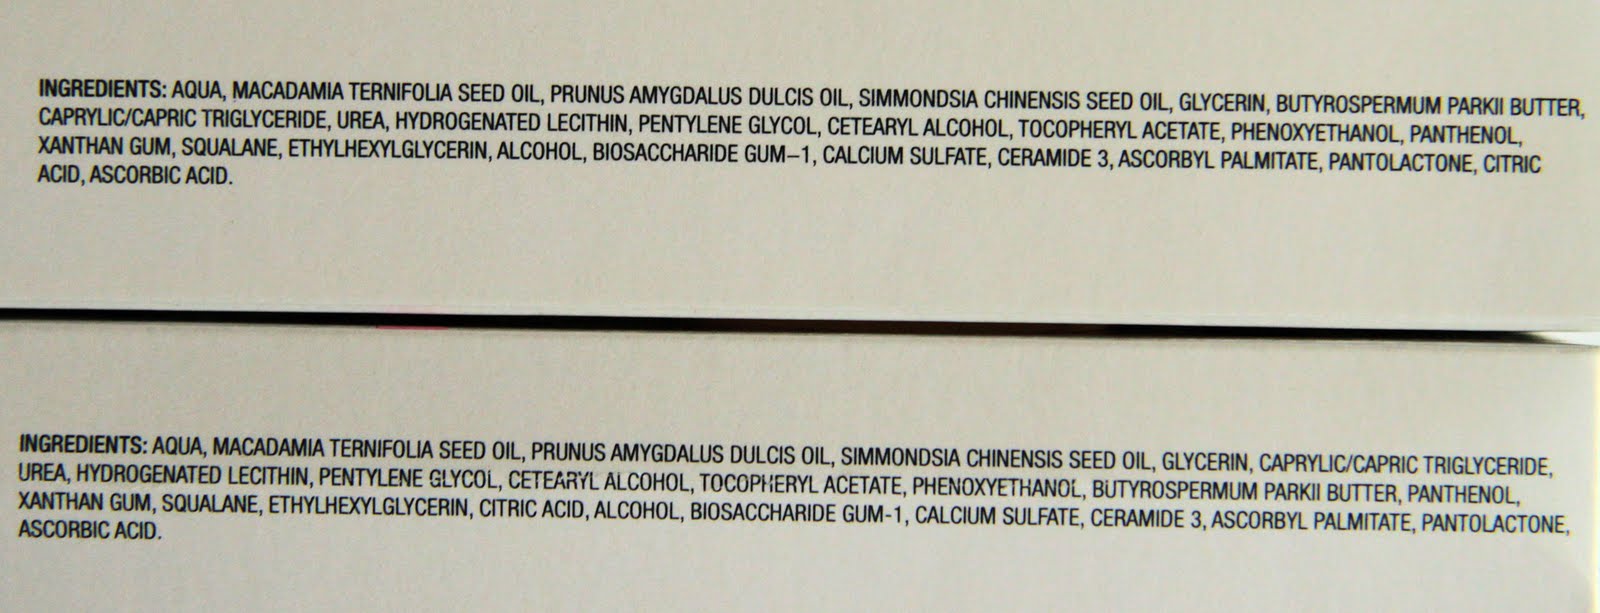 INGREDIENTS: AQUA, MACADAMIA TERNIFOLIA SEED OIL, PRUNUS AMYGDALUS DULCIS OIL, SIMMONDSIA CHINENSIS SEED OIL, GLYCERIN, BUTYROSPERMUM PARKII BUTTER,
CAPRYLIC/CAPRIC TRIGLYCERIDE, UREA, HYDROGENATED LECITHIN, PENTYLENE GLYCOL, CETEARYL ALCOHOL, TOCOPHERYL ACETATE, PHENOXYETHANOL, PANTHENOL,
XANTHAN GUM, SQUALANE, ETHYLHEXYLGLYCERIN, ALCOHOL, BIOSACCHARIDE GUM–1, CALCIUM SULFATE, CERAMIDE 3, ASCORBYL PALMITATE, PANTOLACTONE, CITRIC
ACID, ASCORBIC ACID.
INGREDIENTS: AQUA, MACADAMIA TERNIFOLIA SEED OIL, PRUNUS AMYGDALUS DULCIS OIL, SIMMONDSIA CHINENSIS SEED OIL, GLYCERIN, CAPRYLIC/CAPRIC TRIGLYCERIDE,
UREA, HYDROGENATED LECITHIN, PENTYLENE GLYCOL, CETEARYL ALCOHOL, TOCOPHERYL ACETATE, PHENOXYETHANOL, BUTYROSPERMUM PARKII BUTTER, PANTHENOL,
XANTHAN GUM, SQUALANE, ETHYLHEXYLGLYCERIN, CITRIC ACID, ALCOHOL, BIOSACCHARIDE GUM-1, CALCIUM SULFATE, CERAMIDE 3, ASCORBYL PALMITATE, PANTOLACTONE,
ASCORBIC ACID.